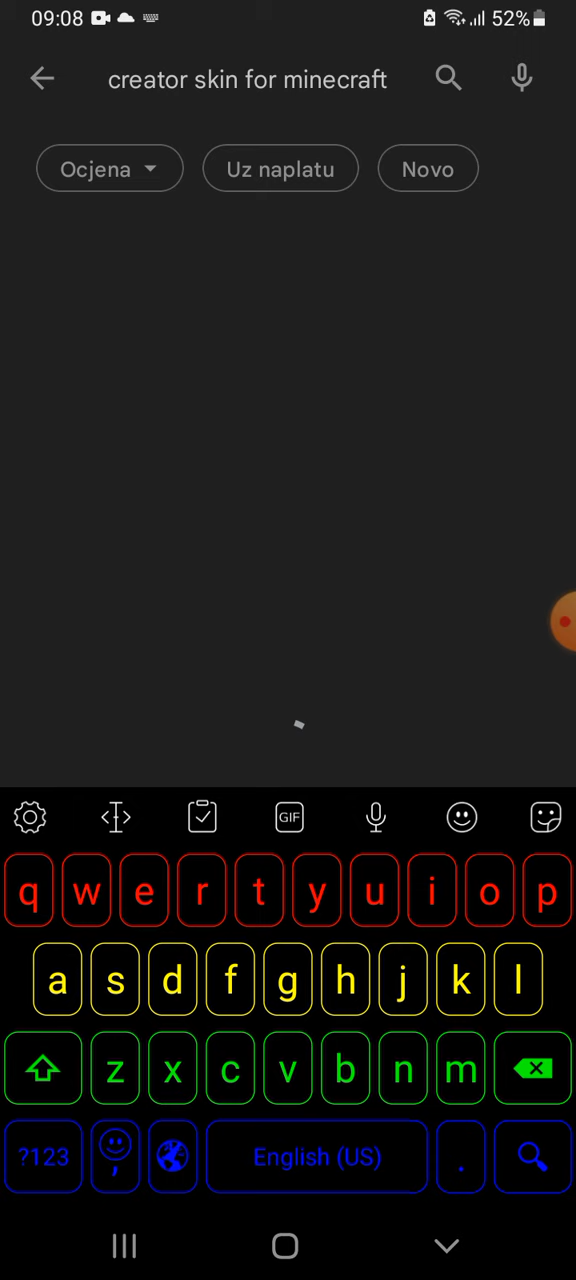 09:08 52%
creator skin for minecraft
Ocjena Uz naplatu Novo
GIF
q w e r t y u i o p
a s d f g h j k l
z x c v b n m
?123 , English (US) .